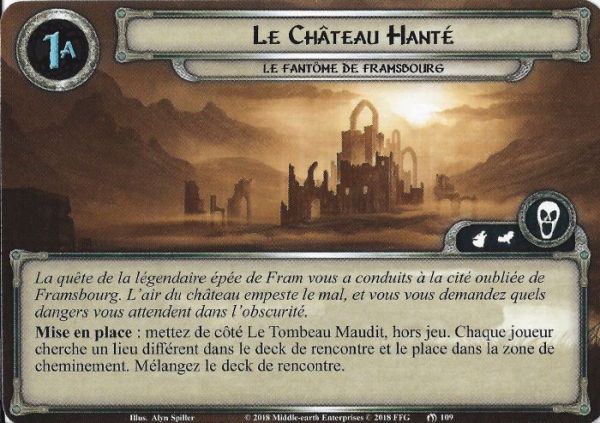 1A
LE CHÂTEAU HANTÉ
LE FANTÔME DE FRAMSBOURG
La quête de la légendaire épée de Fram vous a conduits à la cité oubliée de
Framsbourg. L'air du château empeste le mal, et vous vous demandez quels
dangers vous attendent dans l'obscurité.
Mise en place : mettez de côté Le Tombeau Maudit, hors jeu. Chaque joueur
cherche un lieu différent dans le deck de rencontre et le place dans la zone de
cheminement. Mélangez le deck de rencontre.
Illus. Alyn Spiller © 2018 Middle-earth Enterprises © 2018 FFG 109